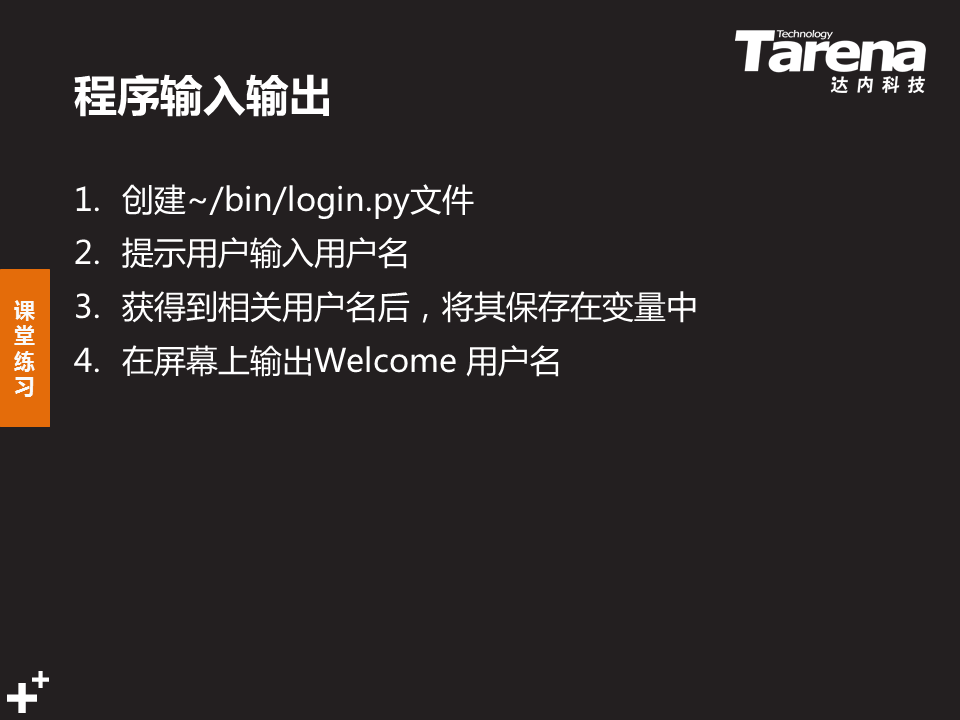 Technology
Tarena
达内科技
程序输入输出
1. 创建~/bin/login.py文件
2. 提示用户输入用户名
3. 获得到相关用户名后，将其保存在变量中
4. 在屏幕上输出Welcome 用户名
课
堂
练
习